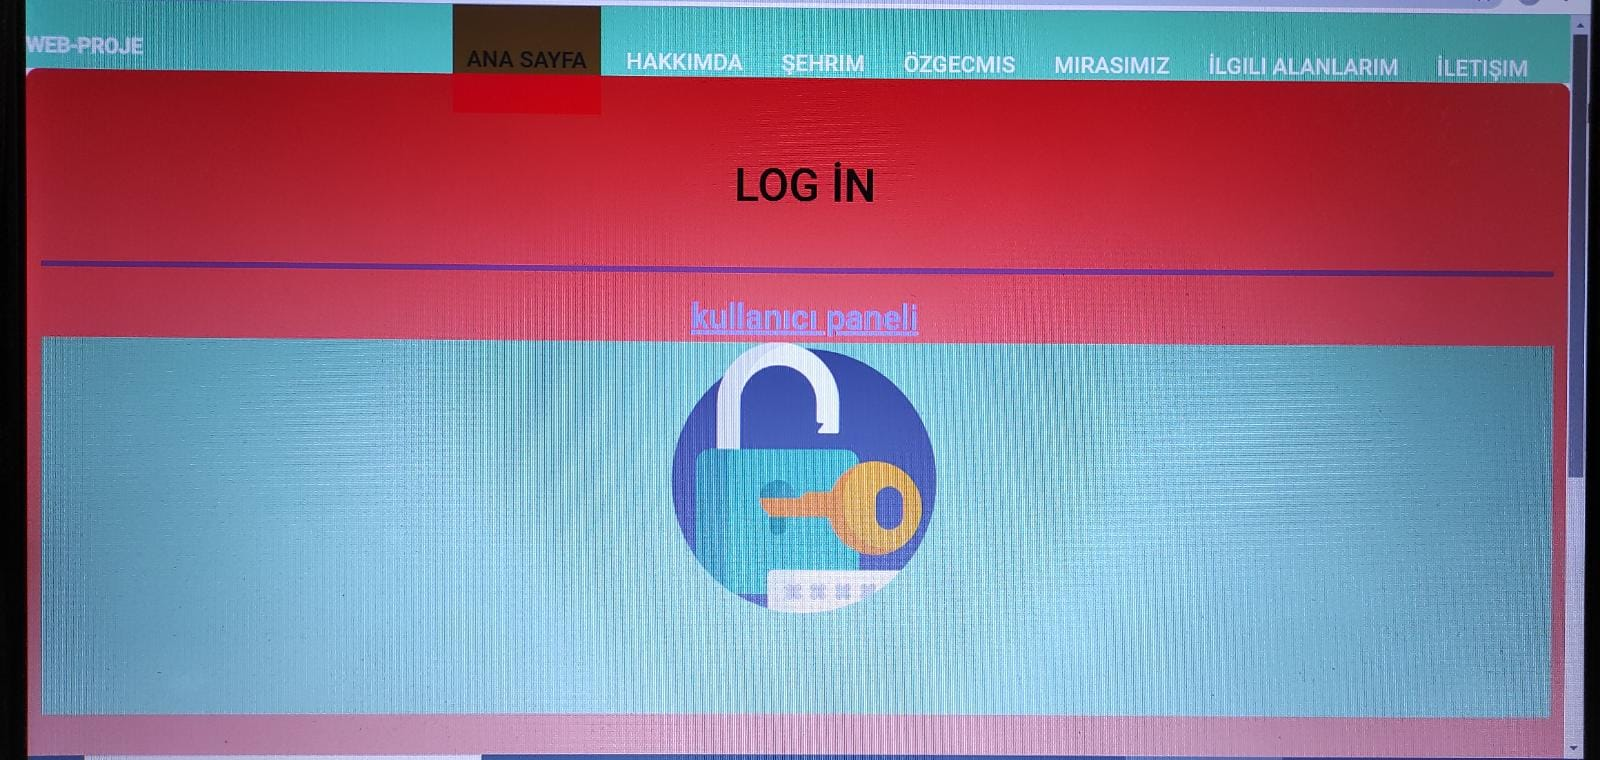 WEB-PROJE
ANA SAYFA HAKKIMDA ŞEHRIM ÖZGECMIS MIRASIMIZ İLGILI ALANLARIM İLETIŞIM
LOG İN
kullanıcı paneli